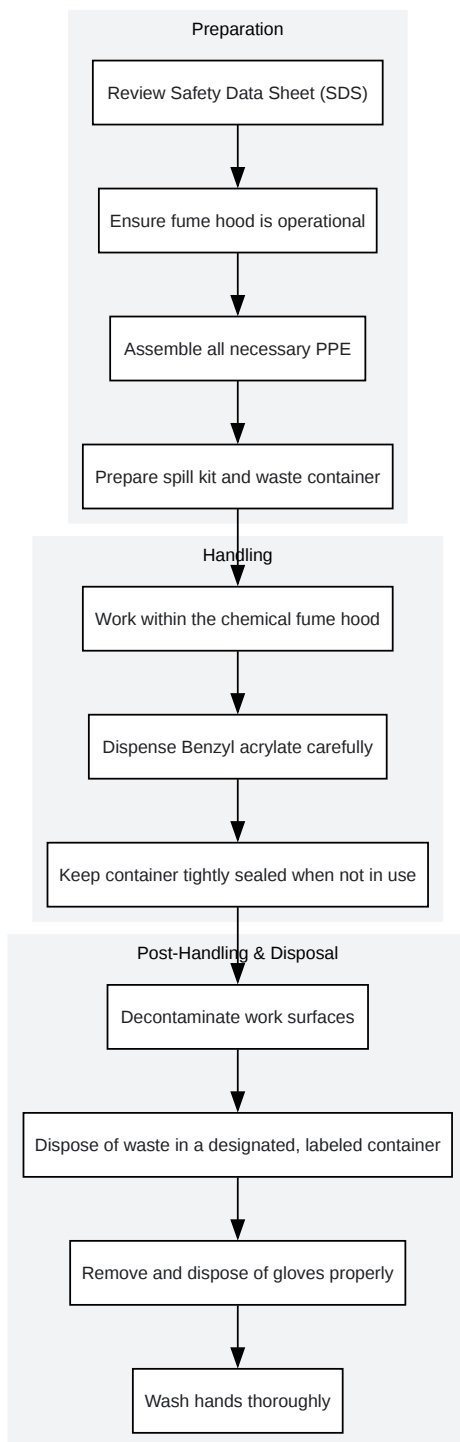 Preparation
Review Safety Data Sheet (SDS)
Ensure fume hood is operational
Assemble all necessary PPE
Prepare spill kit and waste container
Handling
Work within the chemical fume hood
Dispense Benzyl acrylate carefully
Keep container tightly sealed when not in use
Post-Handling & Disposal
Decontaminate work surfaces
Dispose of waste in a designated, labeled container
Remove and dispose of gloves properly
Wash hands thoroughly